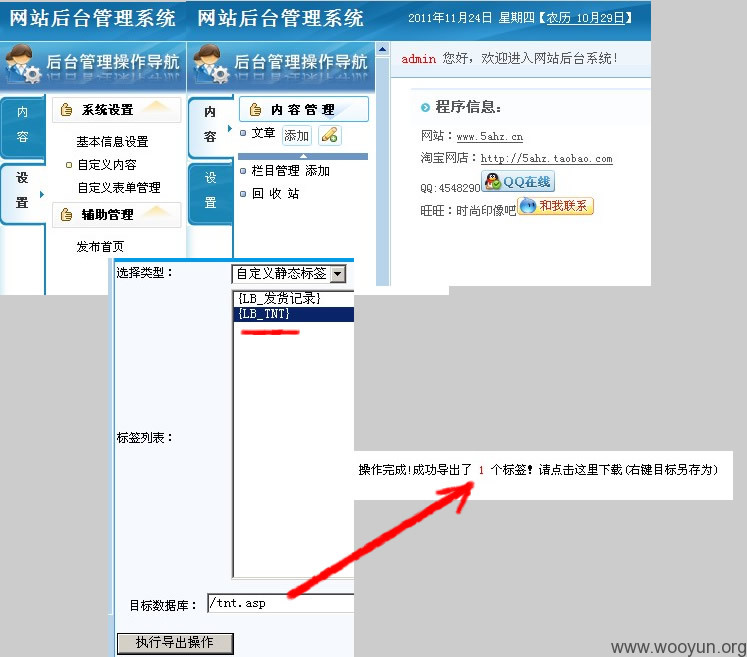 网站后台管理系统
网站后台管理系统
2011年11月24日 星期四【农历 10月29日】
后台管理操作导航
后台管理操作导航
admin 您好，欢迎进入网站后台系统！
内容
系统设置
基本信息设置
自定义内容
设置
自定义表单管理
辅助管理
发布首页
内容
内容管理
文章 添加
设置
栏目管理 添加
回 收 站
程序信息：
网站：www.5ahz.cn
淘宝网店：http://5ahz.taobao.com
QQ:4548290 QQ在线
旺旺：时尚印像吧 和我联系
选择类型：
自定义静态标签
{LB_发货记录}
{LB_TNT}
标签列表：
操作完成!成功导出了 1 个标签! 请点击这里下载(右键目标另存为)
目标数据库：
/tnt.asp
执行导出操作
www.wooyun.org